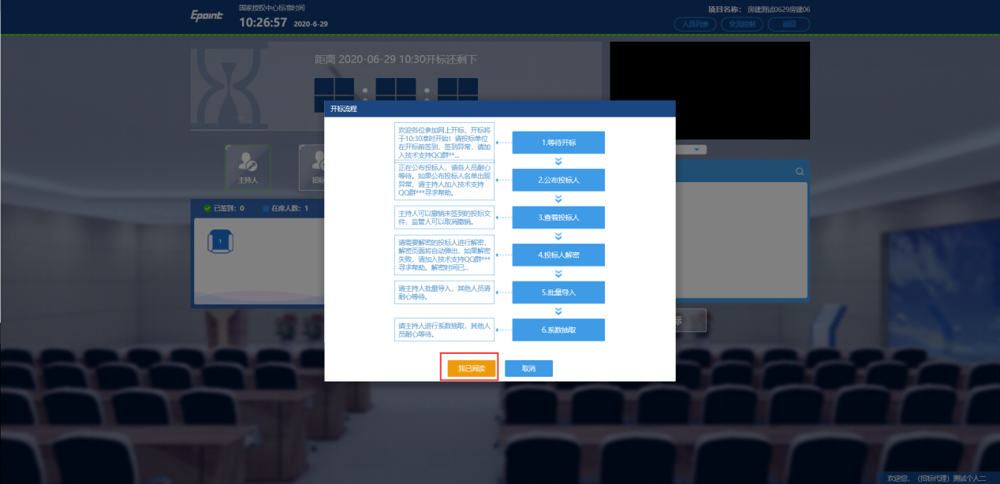 Epoint
国家授权中心标准时间
10:26:57 2020-6-29
项目名称： 房建测试0629房建06
人员列表 交流控制 返回
距离 2020-06-29 10:30开标还剩下
主持人
招标
已签到：0 在席人数：1
1
标
开标流程
欢迎各位参加网上开标，开标将
于10:30准时开始！请投标单位
在开标前签到，签到异常，请加
入技术支持QQ群**...
1.等待开标
正在公布投标人，请各人员耐心
等待。如果公布投标人名单出现
异常，请主持人加入技术支持
QQ群***寻求帮助。
2.公布投标人
主持人可以撤销未签到的投标文
件，监管人可以取消撤销。
3.查看投标人
请需要解密的投标人进行解密，
解密页面将自动弹出，如果解密
失败，请加入技术支持QQ群***
寻求帮助。解密时间已...
4.投标人解密
请主持人批量导入，其他人员请
耐心等待。
5.批量导入
请主持人进行系数抽取，其他人
员耐心等待。
6.系数抽取
我已阅读 取消
欢迎您，（招标代理）测试个人二